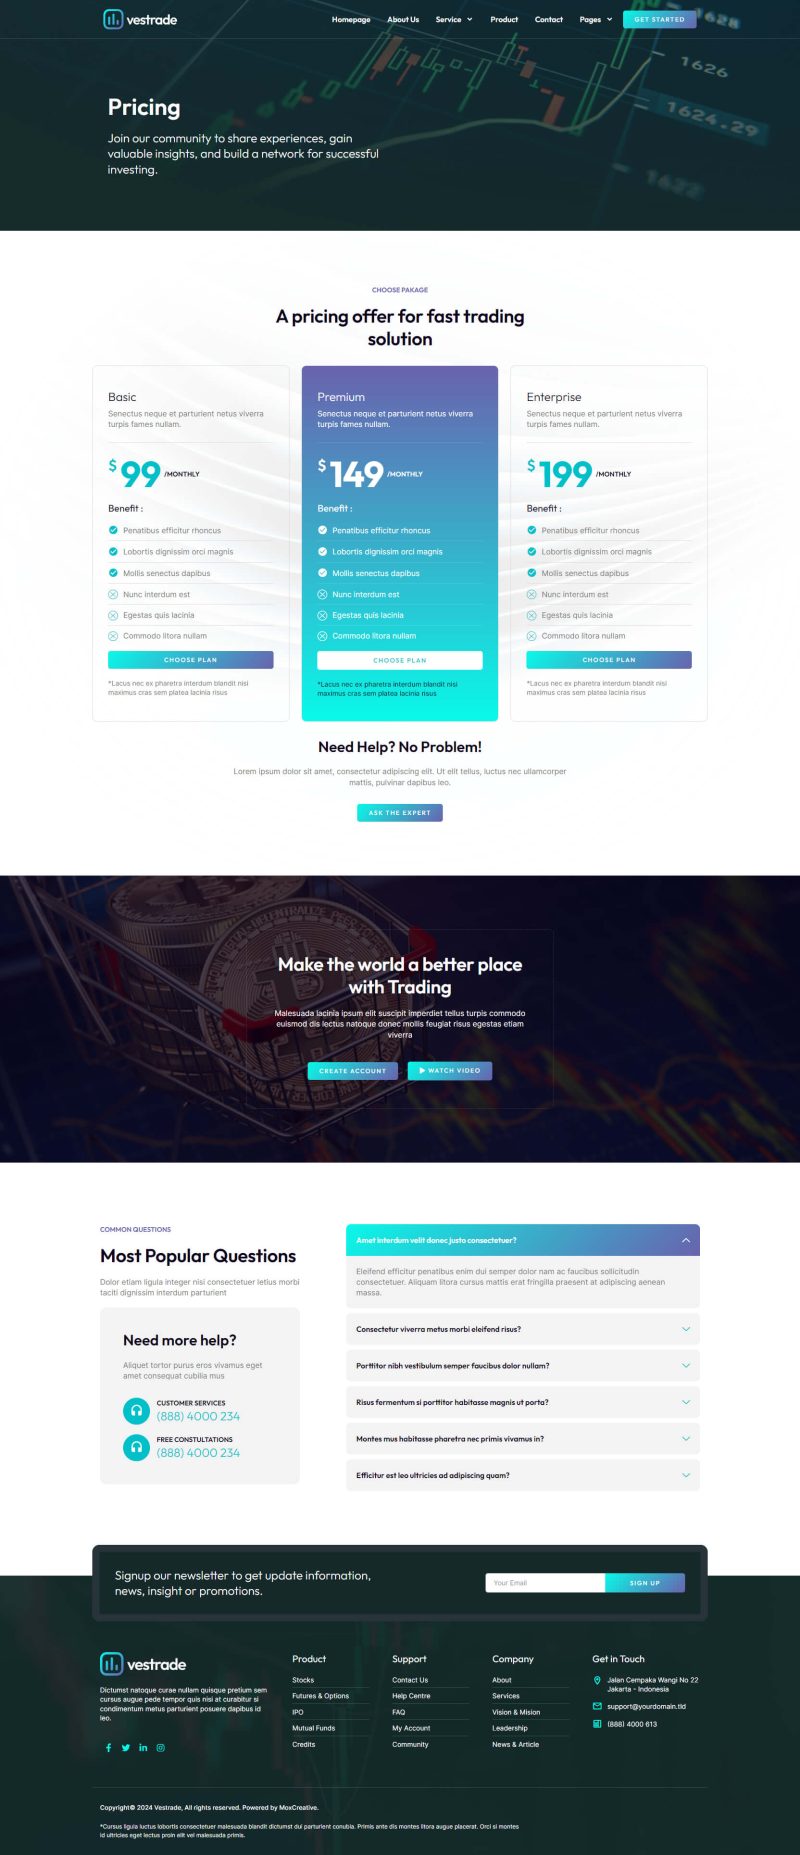 vestrade
Homepage
About Us
Service
Product
Contact
Pages
GET STARTED
1628
1626
1624.29
1622
Pricing
Join our community to share experiences, gain
valuable insights, and build a network for successful
investing.
CHOOSE PAKAGE
A pricing offer for fast trading
solution
Basic
Senectus neque et parturient netus viverra
turpis fames nullam.
$99 /MONTHLY
Benefit :
Penatibus efficitur rhoncus
Lobortis dignissim orci magnis
Mollis senectus dapibus
Nunc interdum est
Egestas quis lacinia
Commodo litora nullam
CHOOSE PLAN
*Lacus nec ex pharetra interdum blandit nisi
maximus cras sem platea lacinia risus
Premium
Senectus neque et parturient netus viverra
turpis fames nullam.
$149 /MONTHLY
Benefit :
Penatibus efficitur rhoncus
Lobortis dignissim orci magnis
Mollis senectus dapibus
Nunc interdum est
Egestas quis lacinia
Commodo litora nullam
CHOOSE PLAN
*Lacus nec ex pharetra interdum blandit nisi
maximus cras sem platea lacinia risus
Enterprise
Senectus neque et parturient netus viverra
turpis fames nullam.
$199 /MONTHLY
Benefit :
Penatibus efficitur rhoncus
Lobortis dignissim orci magnis
Mollis senectus dapibus
Nunc interdum est
Egestas quis lacinia
Commodo litora nullam
CHOOSE PLAN
*Lacus nec ex pharetra interdum blandit nisi
maximus cras sem platea lacinia risus
Need Help? No Problem!
Lorem ipsum dolor sit amet, consectetur adipiscing elit. Ut elit tellus, luctus nec ullamcorper
mattis, pulvinar dapibus leo.
ASK THE EXPERT
Make the world a better place
with Trading
Malesuada lacinia ipsum elit suscipit imperdiet tellus turpis commodo
euismod dis lectus natoque donec mollis feugiat risus egestas etiam
viverra
CREATE ACCOUNT
WATCH VIDEO
COMMON QUESTIONS
Most Popular Questions
Dolor etiam ligula integer nisi consectetuer letius morbi
taciti dignissim interdum parturient
Need more help?
Aliquet tortor purus eros vivamus eget
amet consequat cubilia mus
CUSTOMER SERVICES
(888) 4000 234
FREE CONSTULTATIONS
(888) 4000 234
Amet interdum velit donec justo consectetuer?
Eleifend efficitur penatibus enim dui semper dolor nam ac faucibus sollicitudin
consectetuer. Aliquam litora cursus mattis erat fringilla praesent at adipiscing aenean
massa.
Consectetur viverra metus morbi eleifend risus?
Porttitor nibh vestibulum semper faucibus dolor nullam?
Risus fermentum si porttitor habitasse magnis ut porta?
Montes mus habitasse pharetra nec primis vivamus in?
Efficitur est leo ultricies ad adipiscing quam?
Signup our newsletter to get update information,
news, insight or promotions.
Your Email
SIGN UP
vestrade
Dictumst natoque curae nullam quisque pretium sem
cursus augue pede tempor quis nisi at curabitur si
condimentum metus parturient posuere dapibus id
leo.
Product
Stocks
Futures & Options
IPO
Mutual Funds
Credits
Support
Contact Us
Help Centre
FAQ
My Account
Community
Company
About
Services
Vision & Mision
Leadership
News & Article
Get in Touch
Jalan Cempaka Wangi No 22
Jakarta - Indonesia
support@yourdomain.tld
(888) 4000 613
Copyright© 2024 Vestrade, All rights reserved. Powered by MoxCreative.
*Cursus ligula luctus lobortis consectetuer malesuada blandit dictumst dui parturient conubia. Primis ante dis montes litora augue placerat. Orci si montes
id ultricies eget lectus proin elit vel malesuada primis.